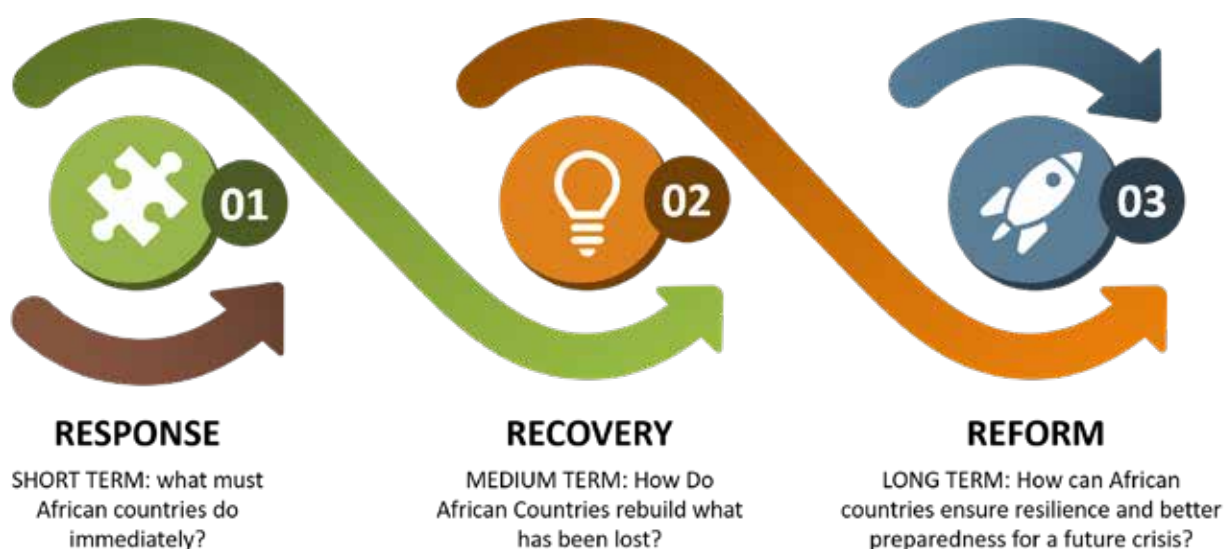 01
02
03
RESPONSE
SHORT TERM: what must
African countries do
immediately?
RECOVERY
MEDIUM TERM: How Do
African Countries rebuild what
has been lost?
REFORM
LONG TERM: How can African
countries ensure resilience and better
preparedness for a future crisis?